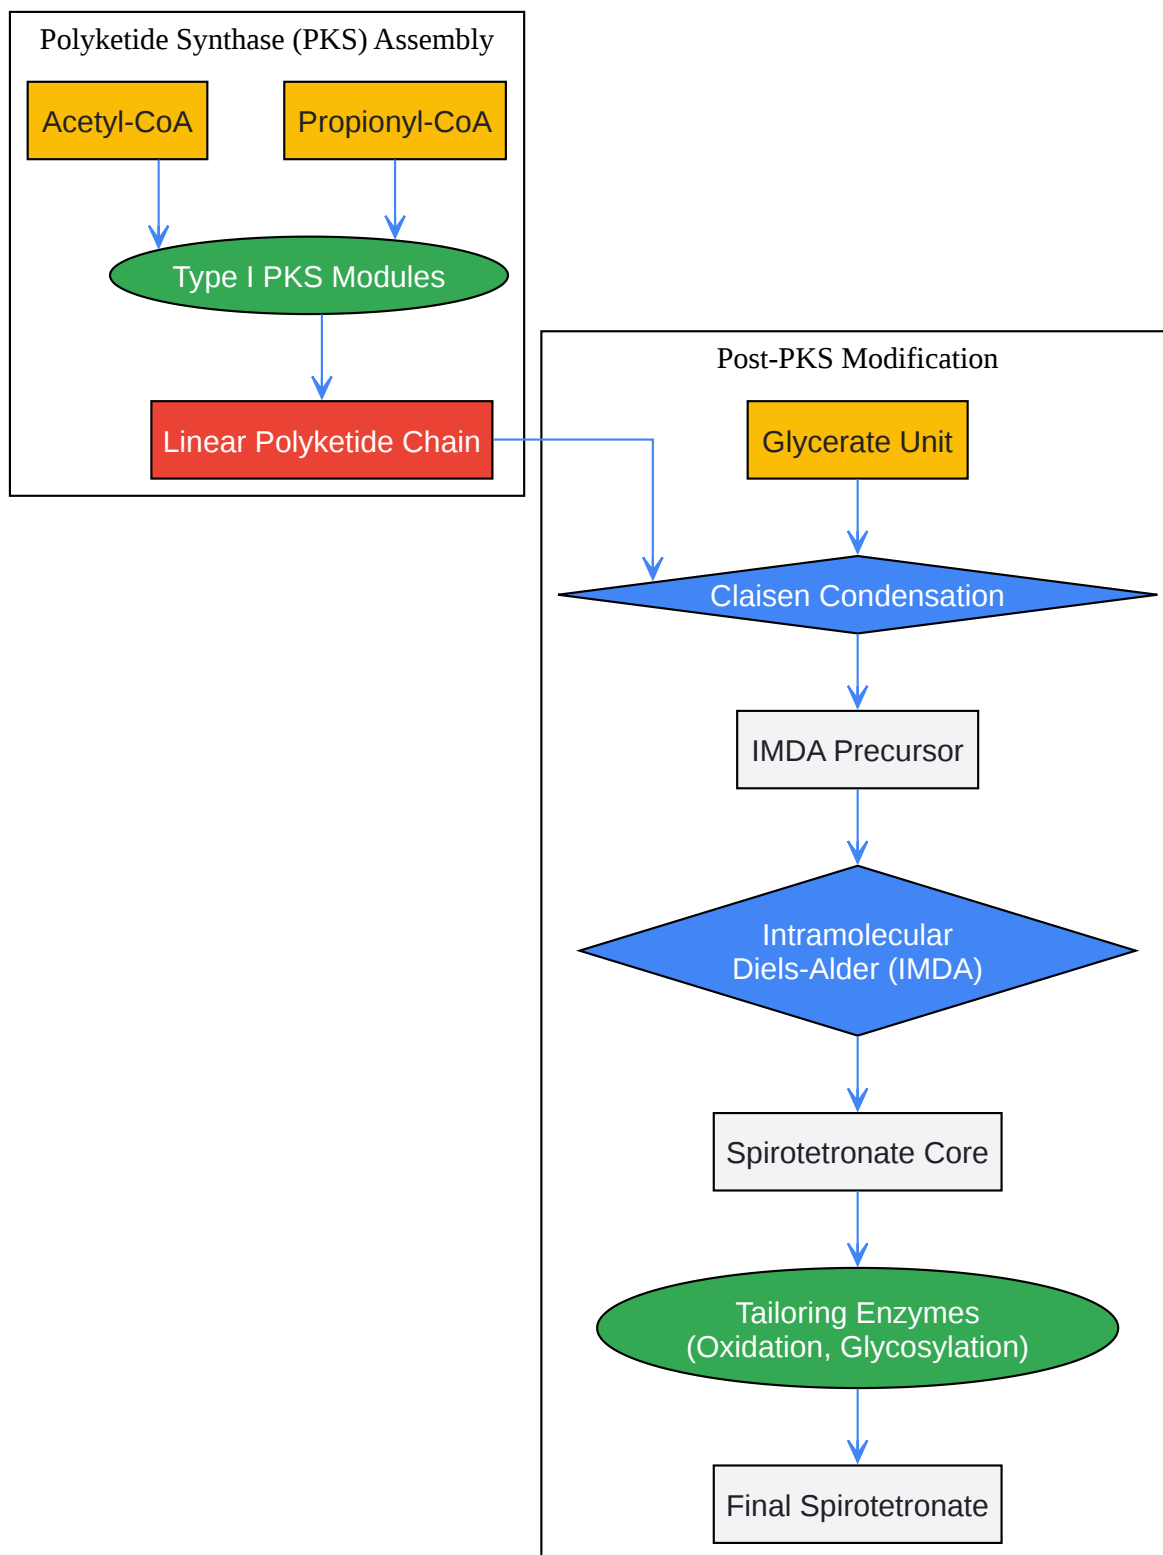 Polyketide Synthase (PKS) Assembly
Acetyl-CoA
Propionyl-CoA
Type I PKS Modules
Linear Polyketide Chain
Post-PKS Modification
Glycerate Unit
Claisen Condensation
IMDA Precursor
Intramolecular
Diels-Alder (IMDA)
Spirotetronate Core
Tailoring Enzymes
(Oxidation, Glycosylation)
Final Spirotetronate